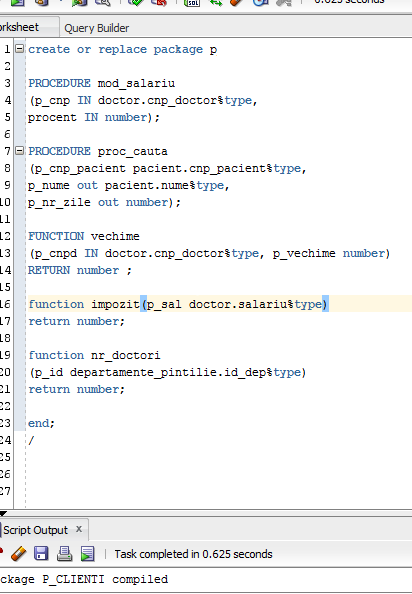 0.625 seconds
Query Builder
1 create or replace package p
2
3 PROCEDURE mod_salariu
4 (p_cnp IN doctor.cnp_doctor%type,
5 procent IN number);
6
7 PROCEDURE proc_cauta
8 (p_cnp_pacient pacient.cnp_pacient%type,
9 p_nume out pacient.nume%type,
10 p_nr_zile out number);
11
12 FUNCTION vechime
13 (p_cnpd IN doctor.cnp_doctor%type, p_vechime number)
14 RETURN number ;
15
16 function impozit(p_sal doctor.salariu%type)
17 return number;
18
19 function nr_doctori
20 (p_id departamente_pintilie.id_dep%type)
21 return number;
22
23 end;
24 /
25
26
27
Script Output x
SQL
Task completed in 0.625 seconds
ckage P_CLIENTI compiled